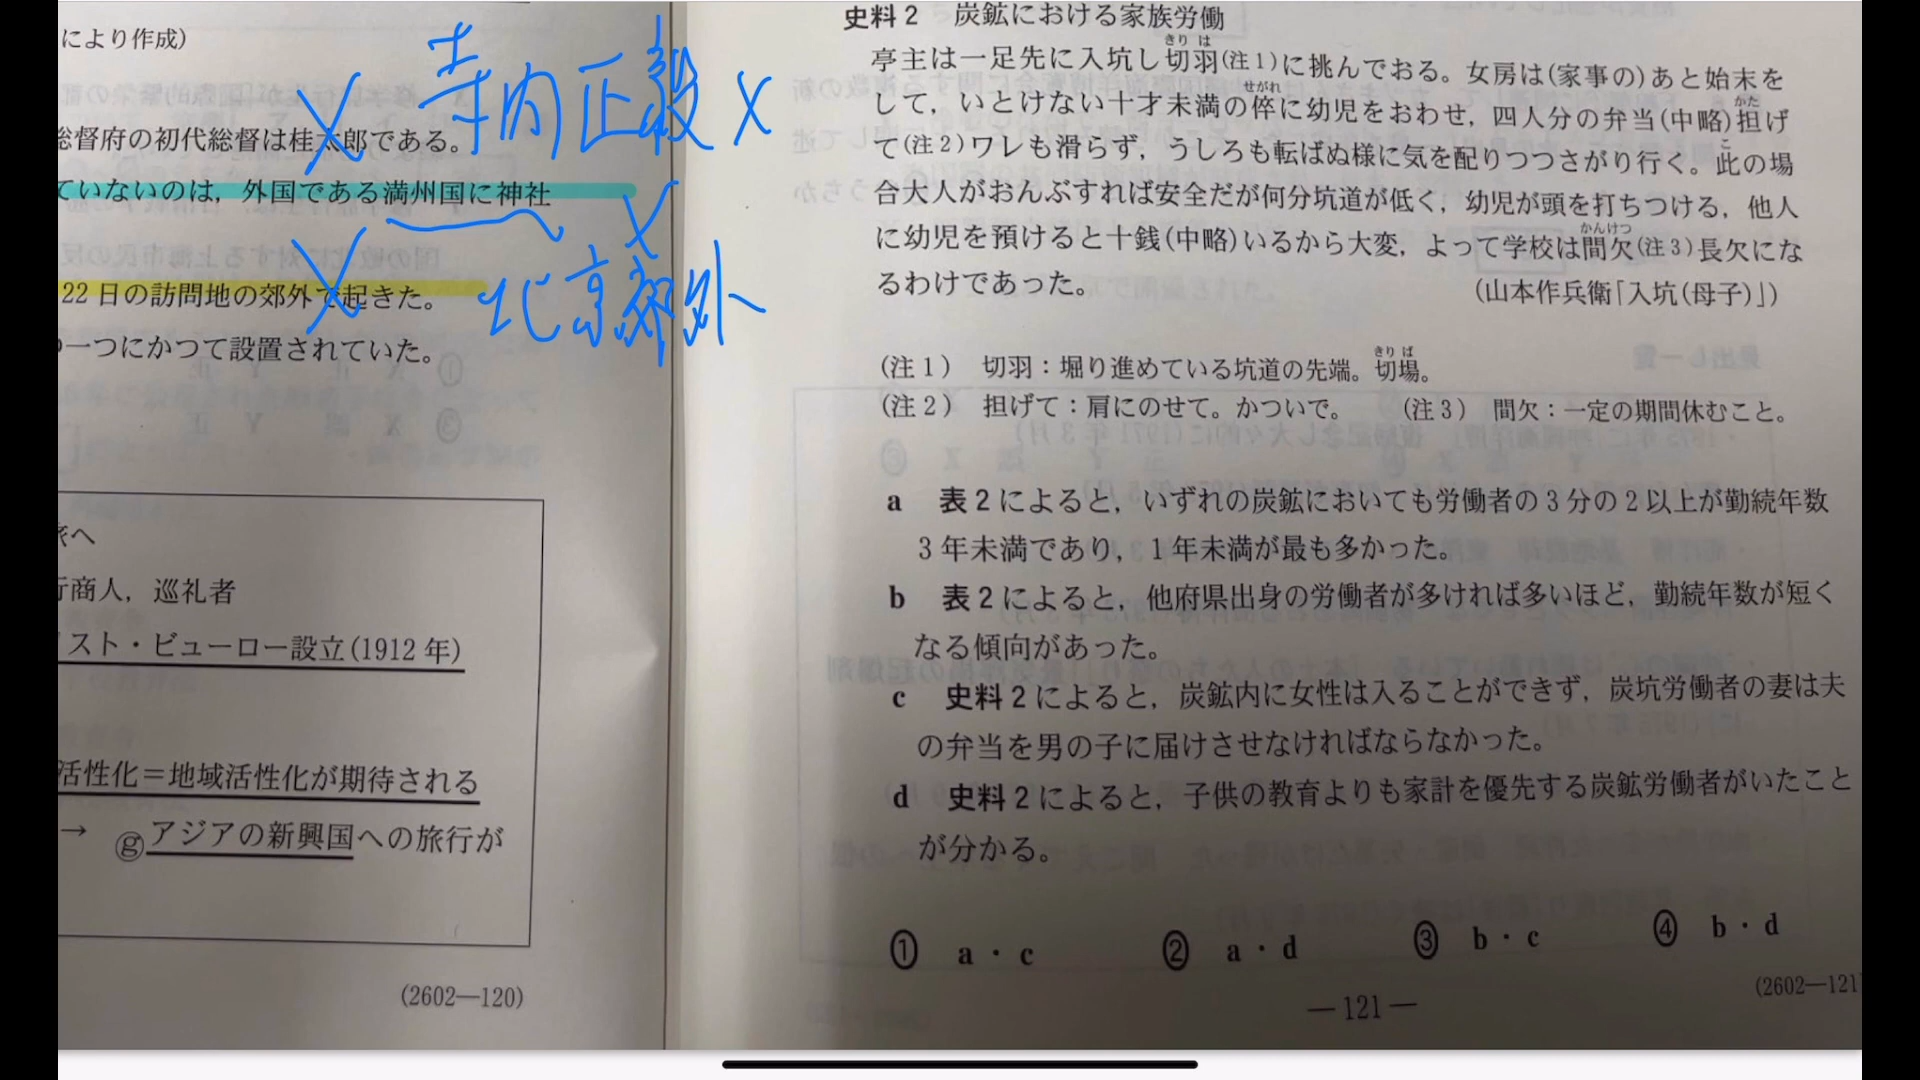 により作成)
総督府の初代総督は桂太郎である。
寺内正毅
ていないのは，外国である満州国に神社
22日の訪問地の郊外で起きた。
北京郊外
一つにかつて設置されていた。
旅へ
行商人，巡礼者
リスト・ビューロー設立(1912年)
活性化＝地域活性化が期待される
→ ⓖアジアの新興国への旅行が
(2602—120)
史料2 炭鉱における家族労働
亭主は一足先に入坑し切羽(注1)に挑んでおる。女房は(家事の)あと始末を
して，いとけない十才未満の倅に幼児をおわせ，四人分の弁当(中略)担げ
て(注2)ワレも滑らず，うしろも転ばぬ様に気を配りつつさがり行く。此の場
合大人がおんぶすれば安全だが何分坑道が低く，幼児が頭を打ちつける，他人
に幼児を預けると十銭(中略)いるから大変，よって学校は間欠(注3)長欠にな
るわけであった。
(山本作兵衛「入坑(母子)」)
(注1) 切羽：堀り進めている坑道の先端。切場。
(注2) 担げて：肩にのせて。かついで。 (注3) 間欠：一定の期間休むこと。
a 表2によると，いずれの炭鉱においても労働者の3分の2以上が勤続年数
3年未満であり，1年未満が最も多かった。
b 表2によると，他府県出身の労働者が多ければ多いほど，勤続年数が短く
なる傾向があった。
c 史料2によると，炭鉱内に女性は入ることができず，炭坑労働者の妻は夫
の弁当を男の子に届けさせなければならなかった。
d 史料2によると，子供の教育よりも家計を優先する炭鉱労働者がいたこと
が分かる。
① a・c ② a・d ③ b・c ④ b・d
—121—
(2602—121